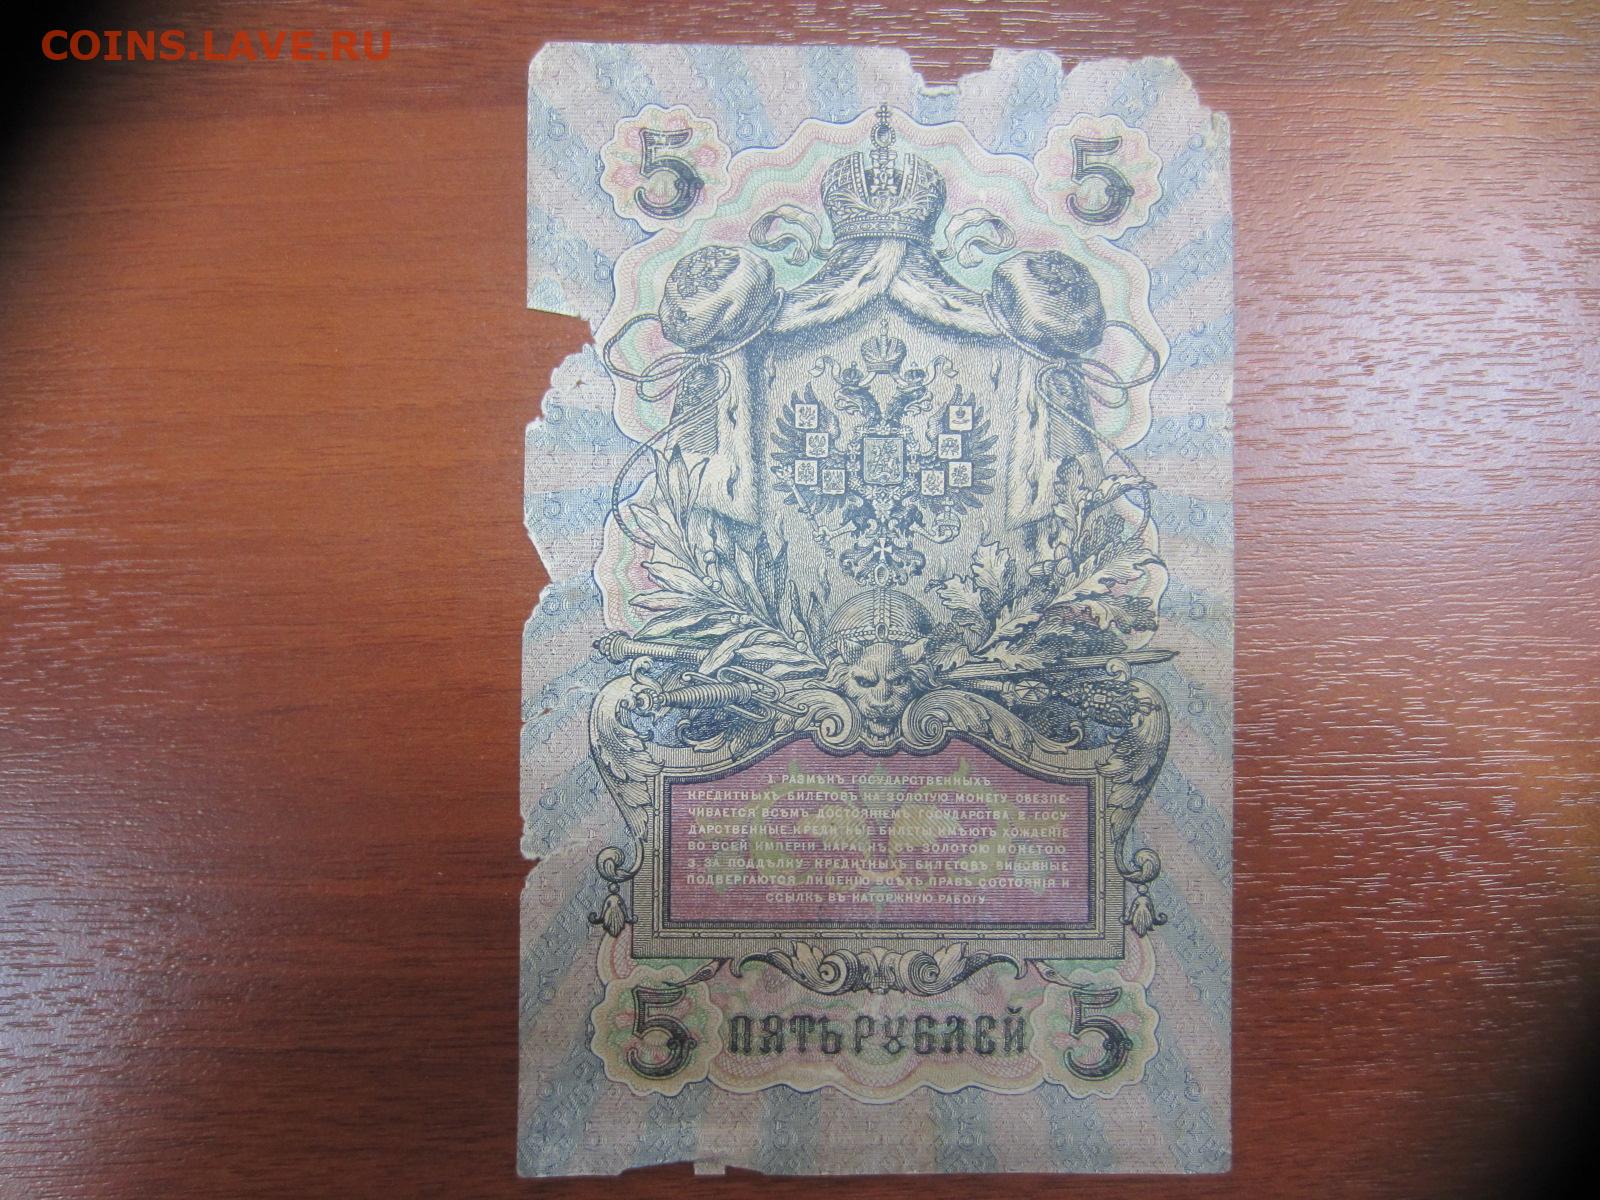 COINS.LAVE.RU
5 5
1. РАЗМѢНЪ ГОСУДАРСТВЕННЫХЪ
КРЕДИТНЫХЪ БИЛЕТОВЪ НА ЗОЛОТУЮ МОНЕТУ ОБЕЗПЕ-
ЧИВАЕТСЯ ВСѢМЪ ДОСТОЯНІЕМЪ ГОСУДАРСТВА. 2. ГОСУ-
ДАРСТВЕННЫЕ КРЕДИТНЫЕ БИЛЕТЫ ИМѢЮТЪ ХОЖДЕНІЕ
ВО ВСЕЙ ИМПЕРІИ НАРАВНѢ СЪ ЗОЛОТОЮ МОНЕТОЮ.
3. ЗА ПОДДѢЛКУ КРЕДИТНЫХЪ БИЛЕТОВЪ ВИНОВНЫЕ
ПОДВЕРГАЮТСЯ ЛИШЕНІЮ ВСѢХЪ ПРАВЪ СОСТОЯНІЯ И
ССЫЛКѢ ВЪ КАТОРЖНУЮ РАБОТУ
5 ПЯТЬ РУБЛЕЙ 5